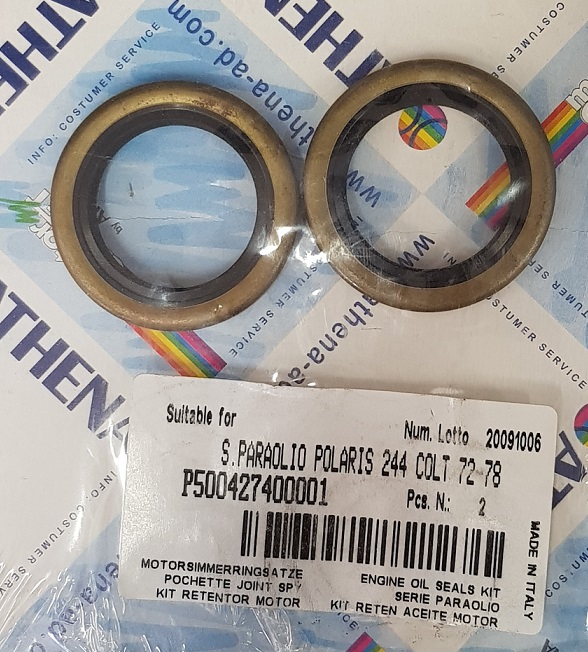 ATHENA
INFO: COSTUMER SERVICE
www.athena-ad.com
ATHENA
COSTUMER SERVICE
ATHENA
Suitable for
Num. Lotto 20091006
S.PARAOLIO POLARIS 244 COLT 72-78
P500427400001
Pcs. N.: 2
MOTORSIMMERRINGSATZE
POCHETTE JOINT SPY
KIT RETENTOR MOTOR
ENGINE OIL SEALS KIT
SERIE PARAOLIO
KIT RETEN ACEITE MOTOR
MADE IN ITALY